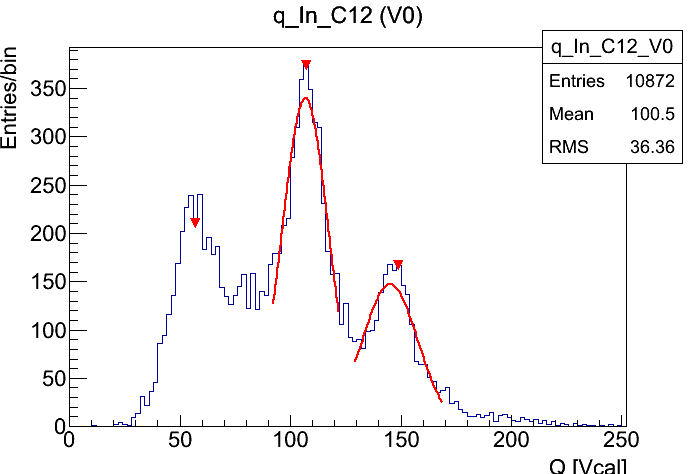 q_In_C12 (V0)
q_In_C12_V0
Entries 10872
Mean 100.5
RMS 36.36
Entries/bin
350
300
250
200
150
100
50
0
0 50 100 150 200 250
Q [Vcal]